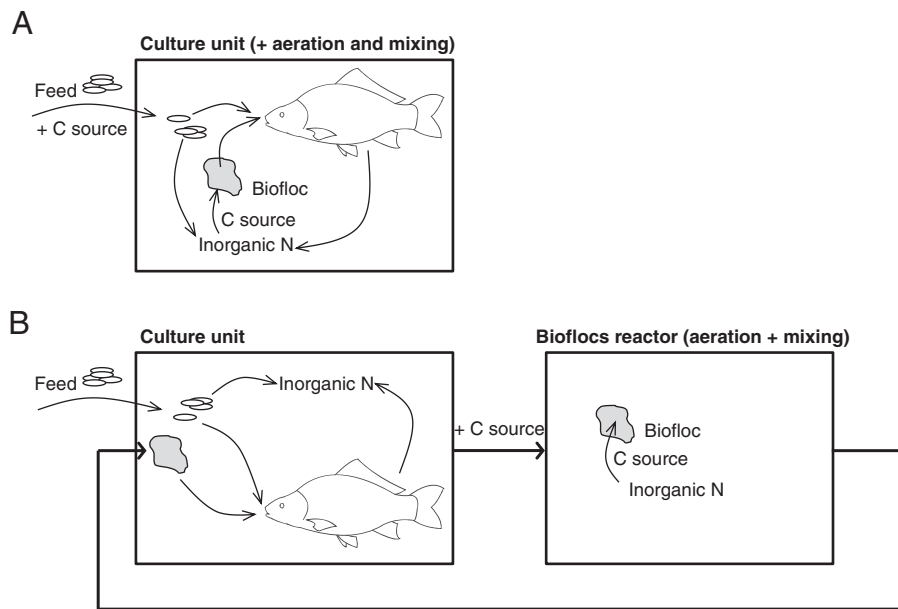 A
Culture unit (+ aeration and mixing)
Feed
+ C source
Biofloc
C source
Inorganic N
B
Culture unit
Bioflocs reactor (aeration + mixing)
Feed
Inorganic N
+ C source
Biofloc
C source
Inorganic N